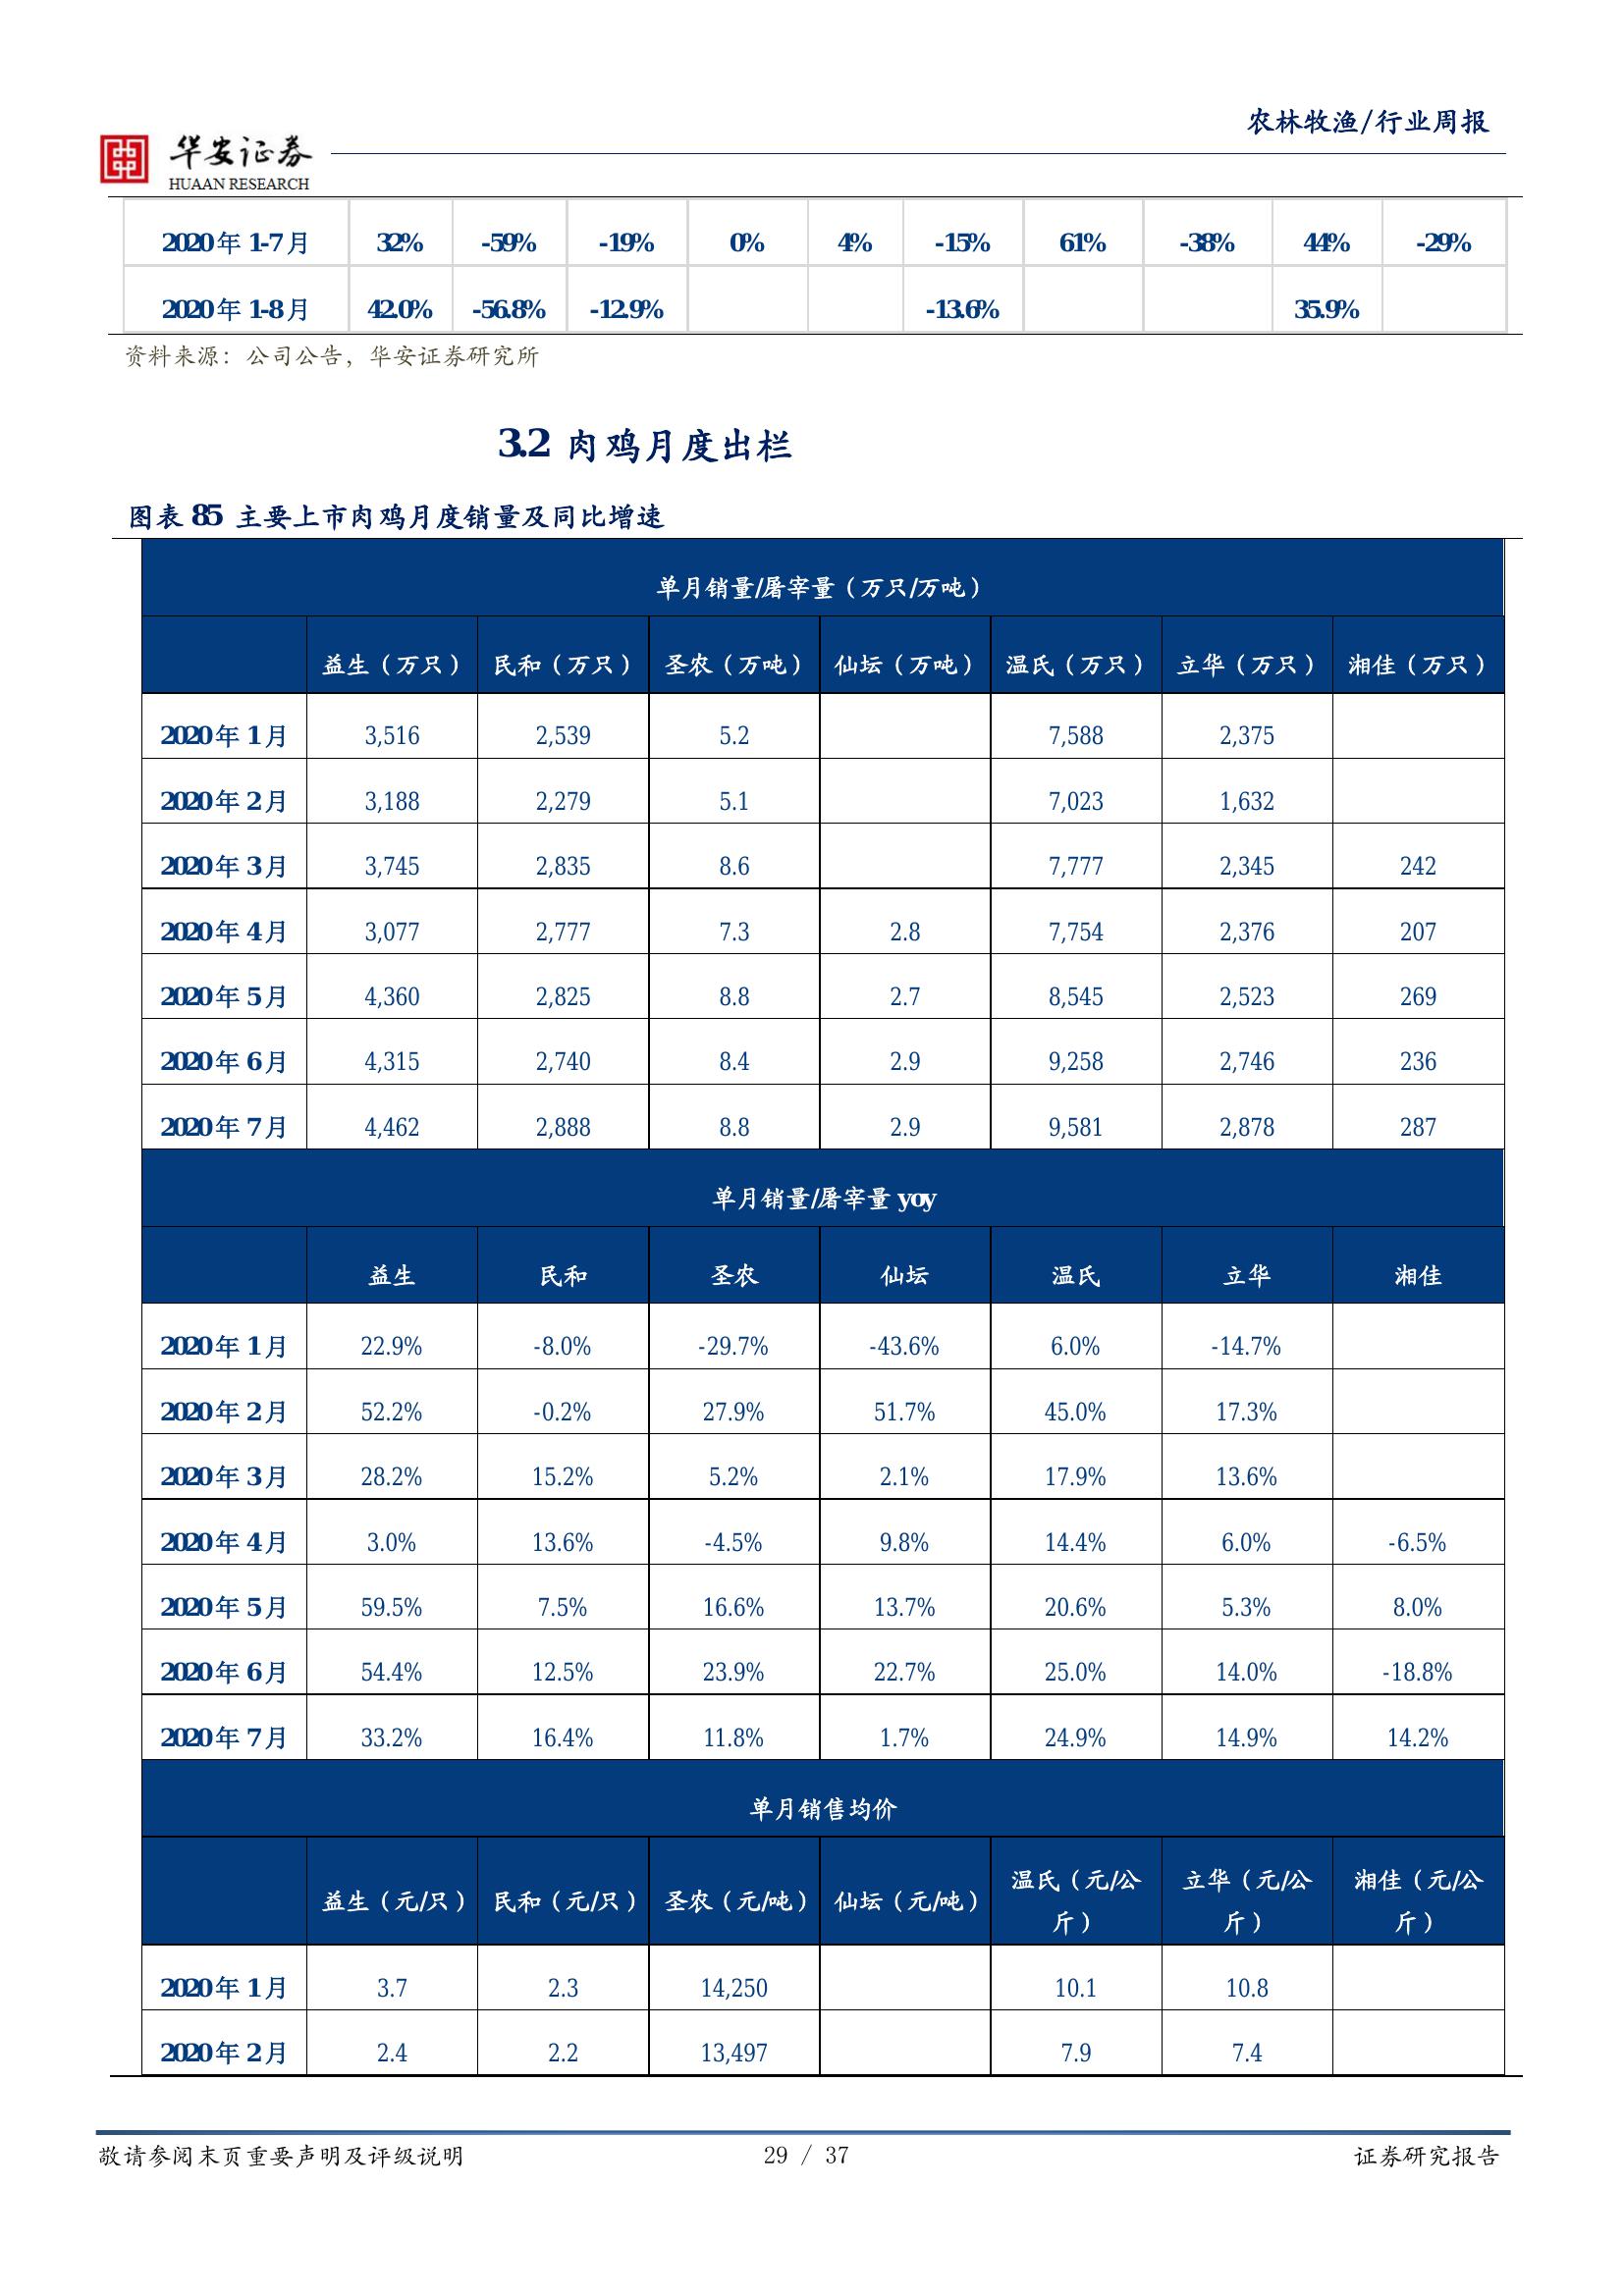 农林牧渔/行业周报
华安证券
HUAAN RESEARCH
2020年1-7月 32% -59% -19% 0% 4% -15% 61% -38% 44% -29%
2020年1-8月 42.0% -56.8% -12.9% -13.6% 35.9%
资料来源：公司公告，华安证券研究所
3.2 肉鸡月度出栏
图表 85 主要上市肉鸡月度销量及同比增速
单月销量/屠宰量（万只/万吨）
益生（万只） 民和（万只） 圣农（万吨） 仙坛（万吨） 温氏（万只） 立华（万只） 湘佳（万只）
2020年1月 3,516 2,539 5.2 7,588 2,375
2020年2月 3,188 2,279 5.1 7,023 1,632
2020年3月 3,745 2,835 8.6 7,777 2,345 242
2020年4月 3,077 2,777 7.3 2.8 7,754 2,376 207
2020年5月 4,360 2,825 8.8 2.7 8,545 2,523 269
2020年6月 4,315 2,740 8.4 2.9 9,258 2,746 236
2020年7月 4,462 2,888 8.8 2.9 9,581 2,878 287
单月销量/屠宰量 yoy
益生 民和 圣农 仙坛 温氏 立华 湘佳
2020年1月 22.9% -8.0% -29.7% -43.6% 6.0% -14.7%
2020年2月 52.2% -0.2% 27.9% 51.7% 45.0% 17.3%
2020年3月 28.2% 15.2% 5.2% 2.1% 17.9% 13.6%
2020年4月 3.0% 13.6% -4.5% 9.8% 14.4% 6.0% -6.5%
2020年5月 59.5% 7.5% 16.6% 13.7% 20.6% 5.3% 8.0%
2020年6月 54.4% 12.5% 23.9% 22.7% 25.0% 14.0% -18.8%
2020年7月 33.2% 16.4% 11.8% 1.7% 24.9% 14.9% 14.2%
单月销售均价
益生（元/只） 民和（元/只） 圣农（元/吨） 仙坛（元/吨） 温氏（元/公斤） 立华（元/公斤） 湘佳（元/公斤）
2020年1月 3.7 2.3 14,250 10.1 10.8
2020年2月 2.4 2.2 13,497 7.9 7.4
敬请参阅末页重要声明及评级说明 29 / 37 证券研究报告